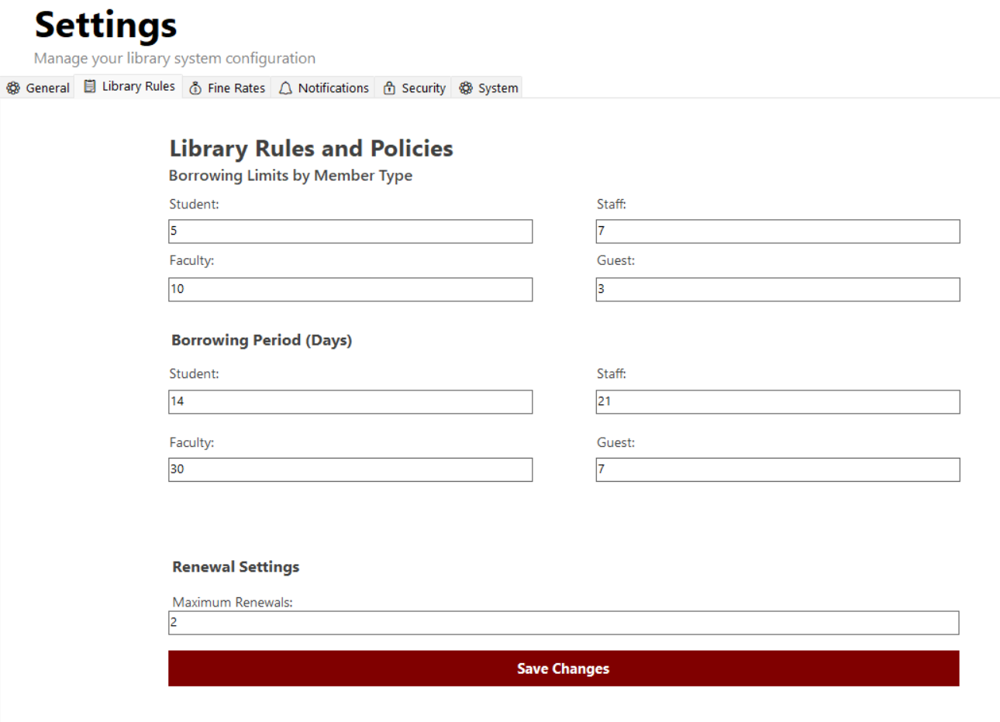 Settings
Manage your library system configuration
General Library Rules Fine Rates Notifications Security System
Library Rules and Policies
Borrowing Limits by Member Type
Student: Staff:
5 7
Faculty: Guest:
10 3
Borrowing Period (Days)
Student: Staff:
14 21
Faculty: Guest:
30 7
Renewal Settings
Maximum Renewals:
2
Save Changes